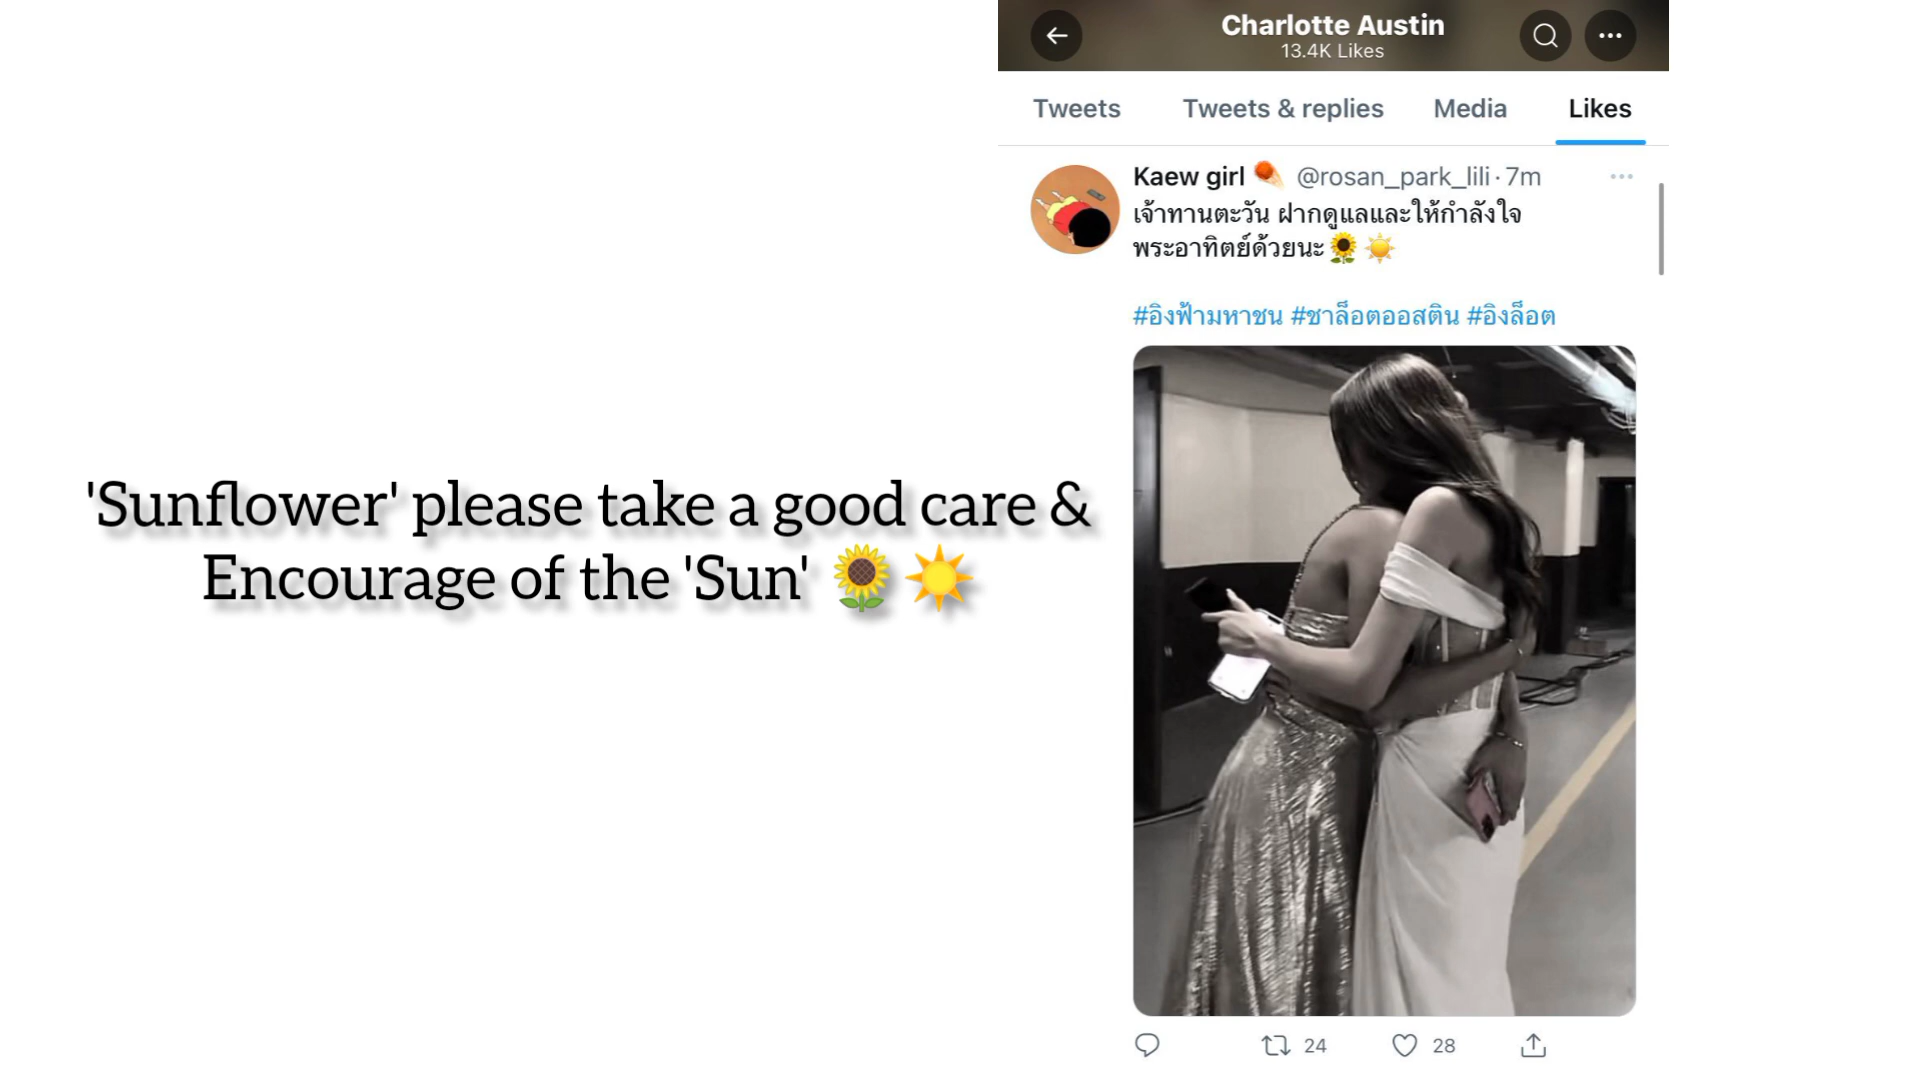 'Sunflower' please take a good care &
Encourage of the 'Sun' 🌻☀️
Charlotte Austin
13.4K Likes
Tweets Tweets & replies Media Likes
Kaew girl ☄️ @rosan_park_lili · 7m
เจ้าทานตะวัน ฝากดูแลและให้กำลังใจ
พระอาทิตย์ด้วยนะ🌻☀️
#อิงฟ้ามหาชน #ชาล็อตออสติน #อิงล็อต
24 28